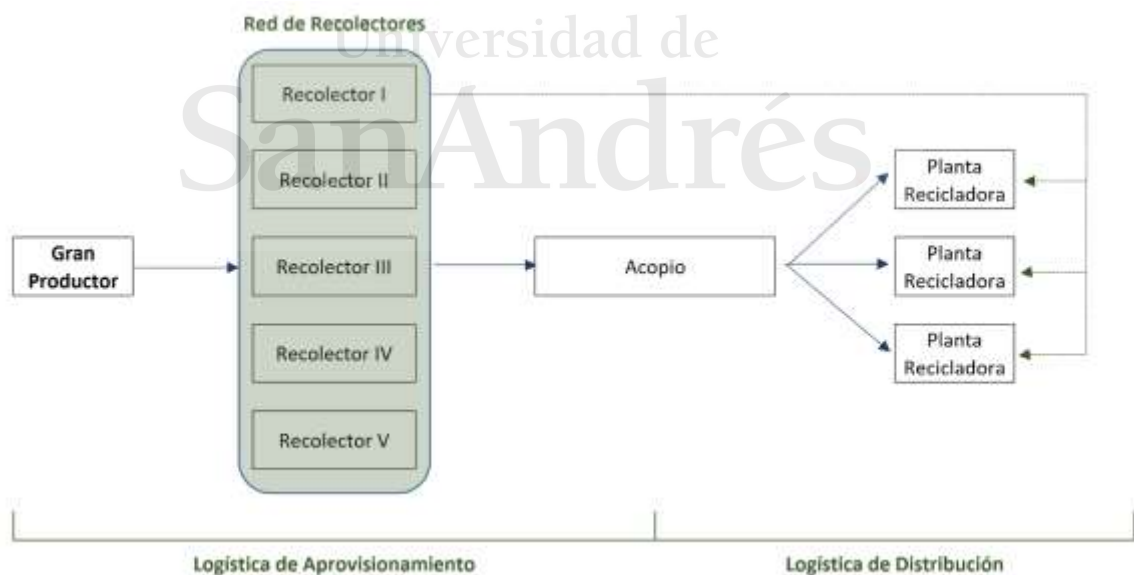 Red de Recolectores
Universidad de
SanAndrés
Recolector I
Recolector II
Recolector III
Recolector IV
Recolector V
Gran
Productor
Acopio
Planta
Recicladora
Planta
Recicladora
Planta
Recicladora
Logística de Aprovisionamiento
Logística de Distribución